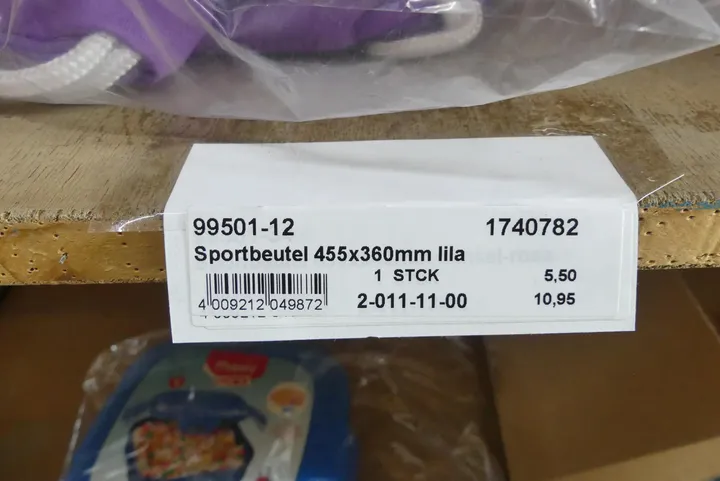 99501-12 1740782
Sportbeutel 455x360mm lila
1 STCK 5,50
4 009212 049872 2-011-11-00 10,95